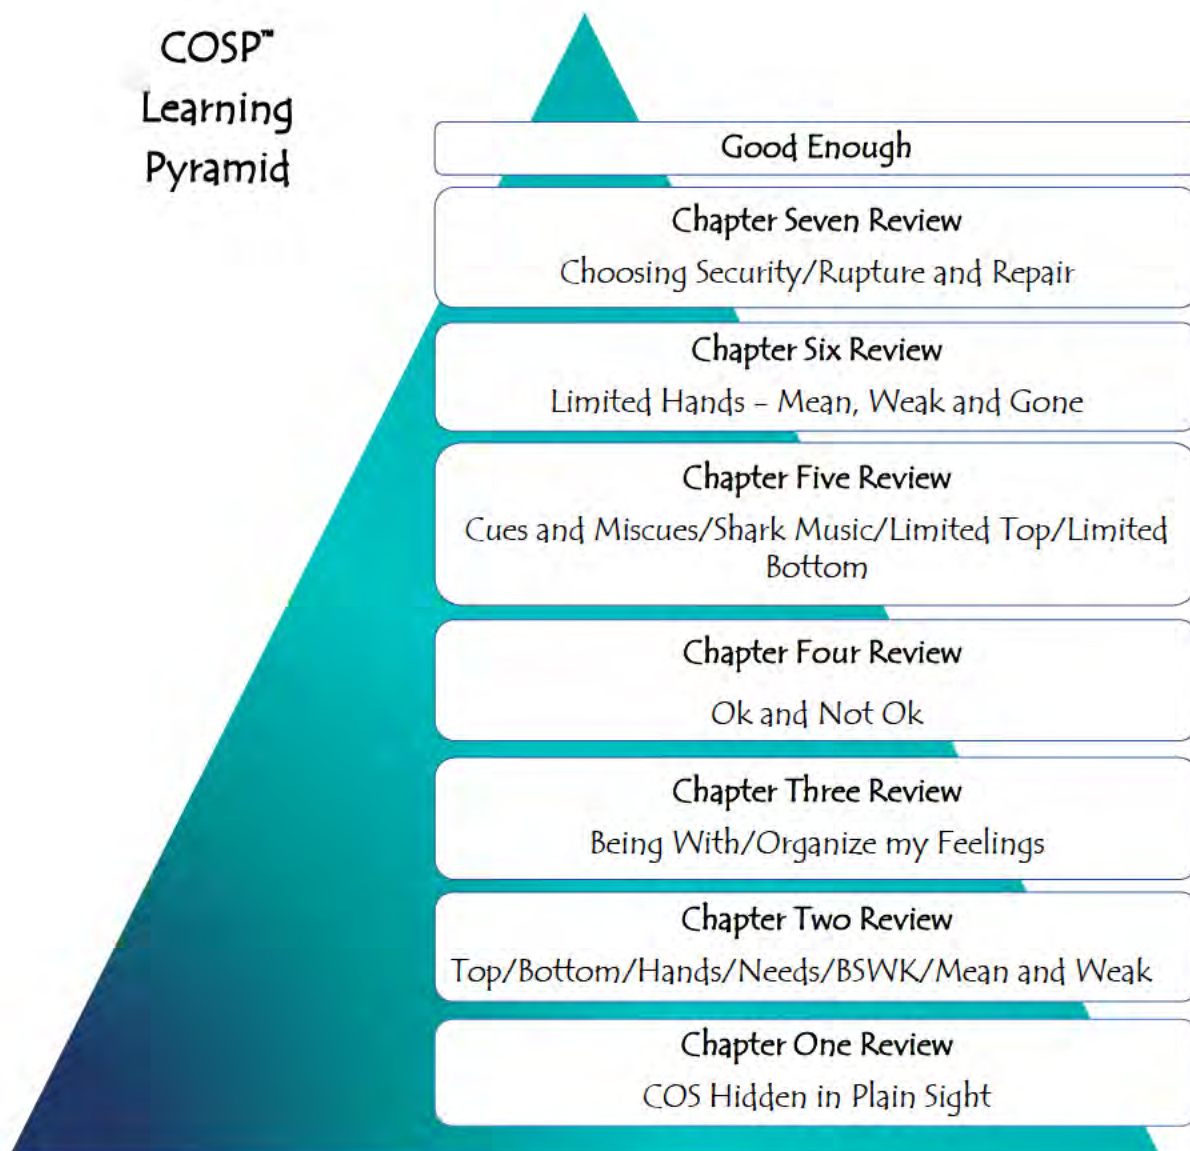 COSP™
Learning
Pyramid
Good Enough
Chapter Seven Review
Choosing Security/Rupture and Repair
Chapter Six Review
Limited Hands – Mean, Weak and Gone
Chapter Five Review
Cues and Miscues/Shark Music/Limited Top/Limited
Bottom
Chapter Four Review
Ok and Not Ok
Chapter Three Review
Being With/Organize my Feelings
Chapter Two Review
Top/Bottom/Hands/Needs/BSWK/Mean and Weak
Chapter One Review
COS Hidden in Plain Sight